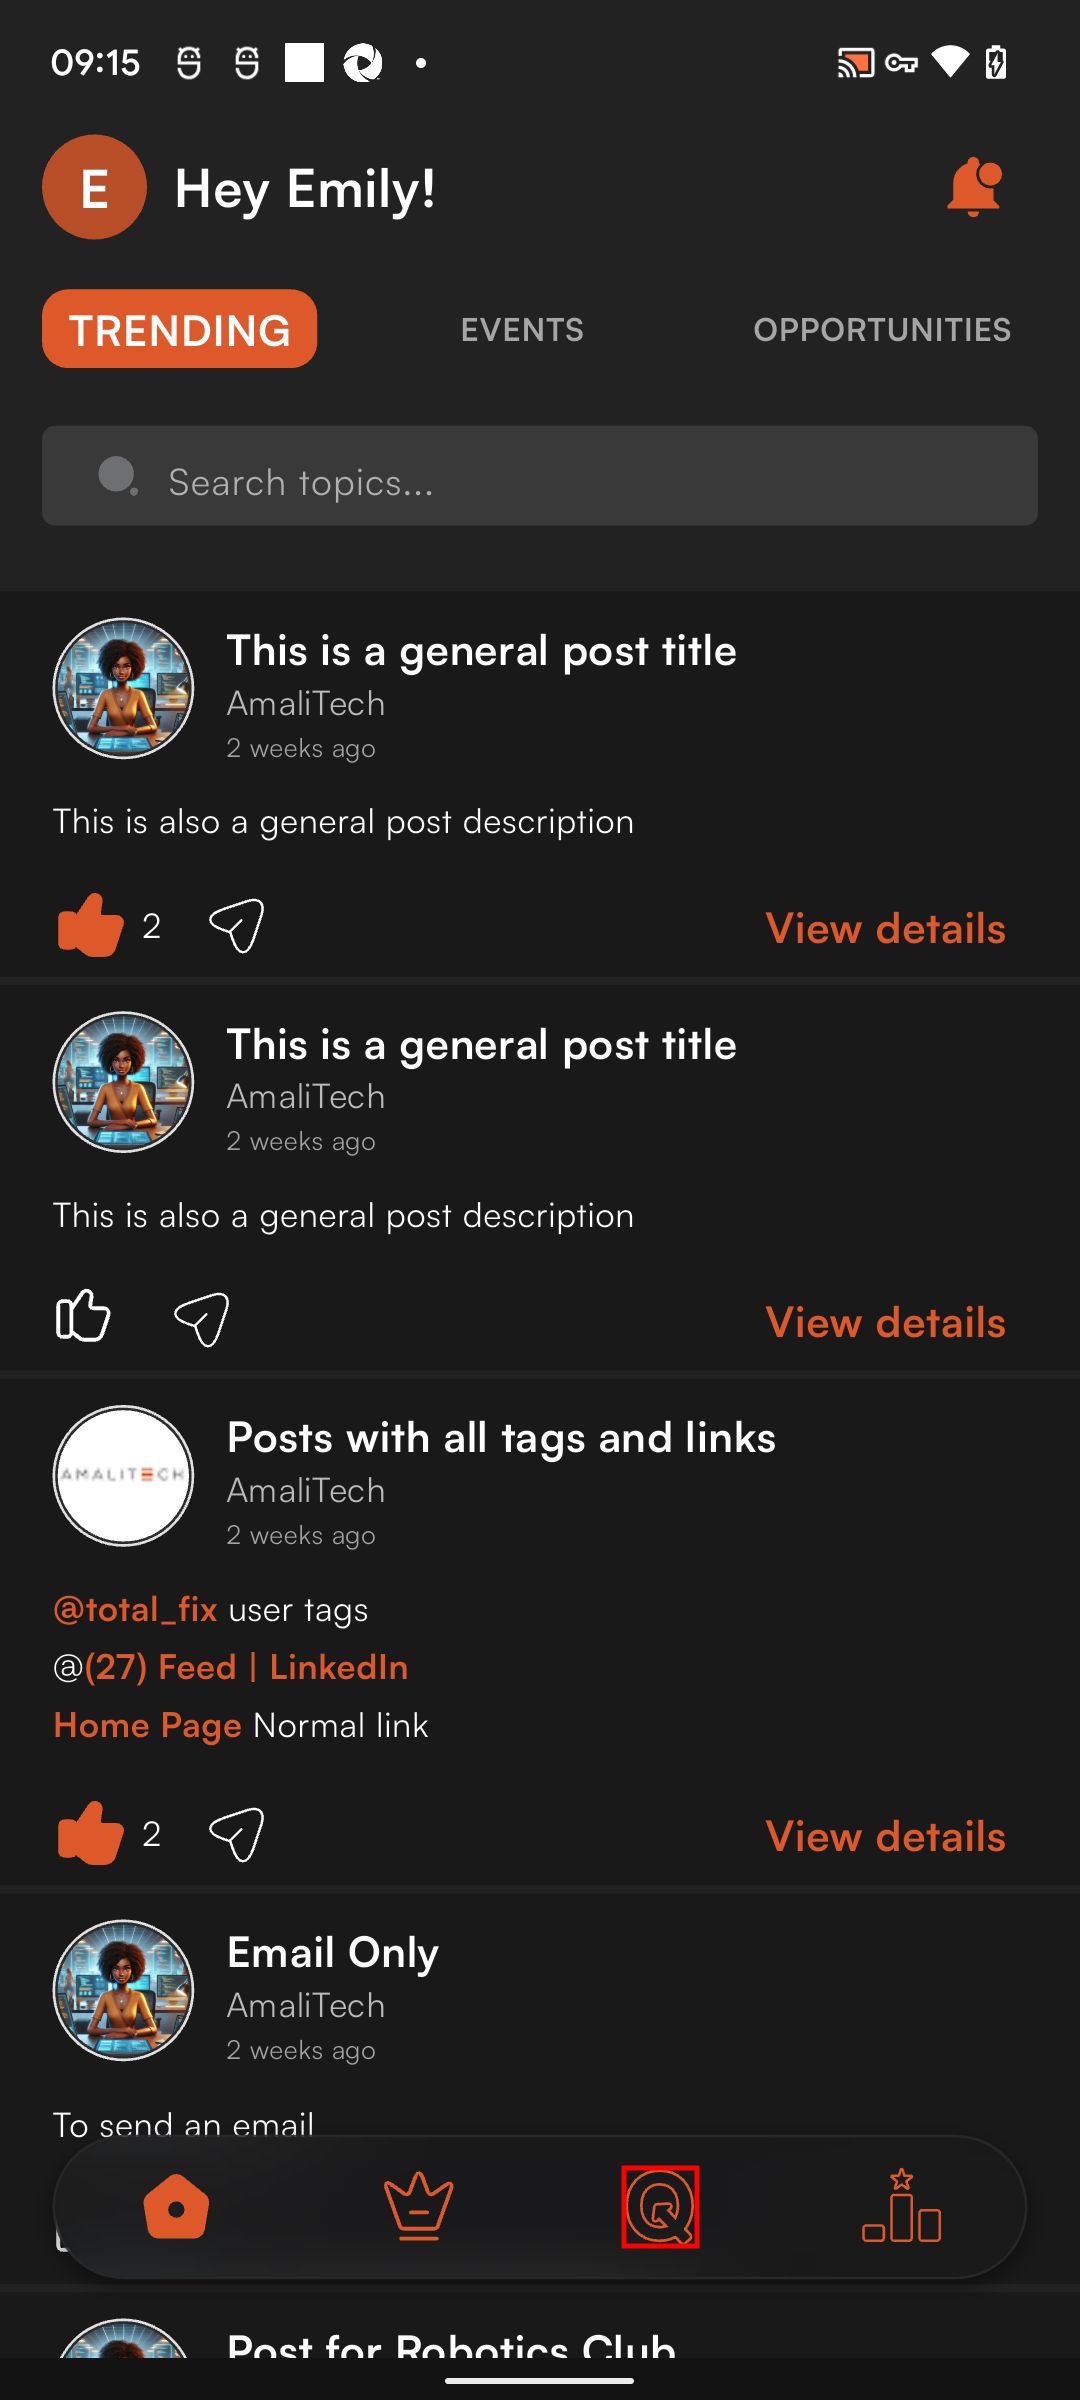 09:15
E
Hey Emily!
TRENDING
EVENTS
OPPORTUNITIES
Search topics...
This is a general post title
AmaliTech
2 weeks ago
This is also a general post description
2
View details
This is a general post title
AmaliTech
2 weeks ago
This is also a general post description
View details
AMALITECH
Posts with all tags and links
AmaliTech
2 weeks ago
@total_fix user tags
@(27) Feed | LinkedIn
Home Page Normal link
2
View details
Email Only
AmaliTech
2 weeks ago
To send an email
Q
Post for Robotics Club